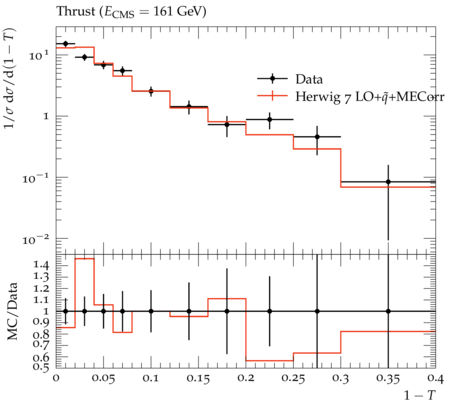 Thrust (E_CMS = 161 GeV)
1/σ dσ/d(1 − T)
10^1
1
10^−1
10^−2
Data
Herwig 7 LO+q̃+MECorr
MC/Data
1.4
1.3
1.2
1.1
1
0.9
0.8
0.7
0.6
0.5
0 0.05 0.1 0.15 0.2 0.25 0.3 0.35 0.4
1 − T